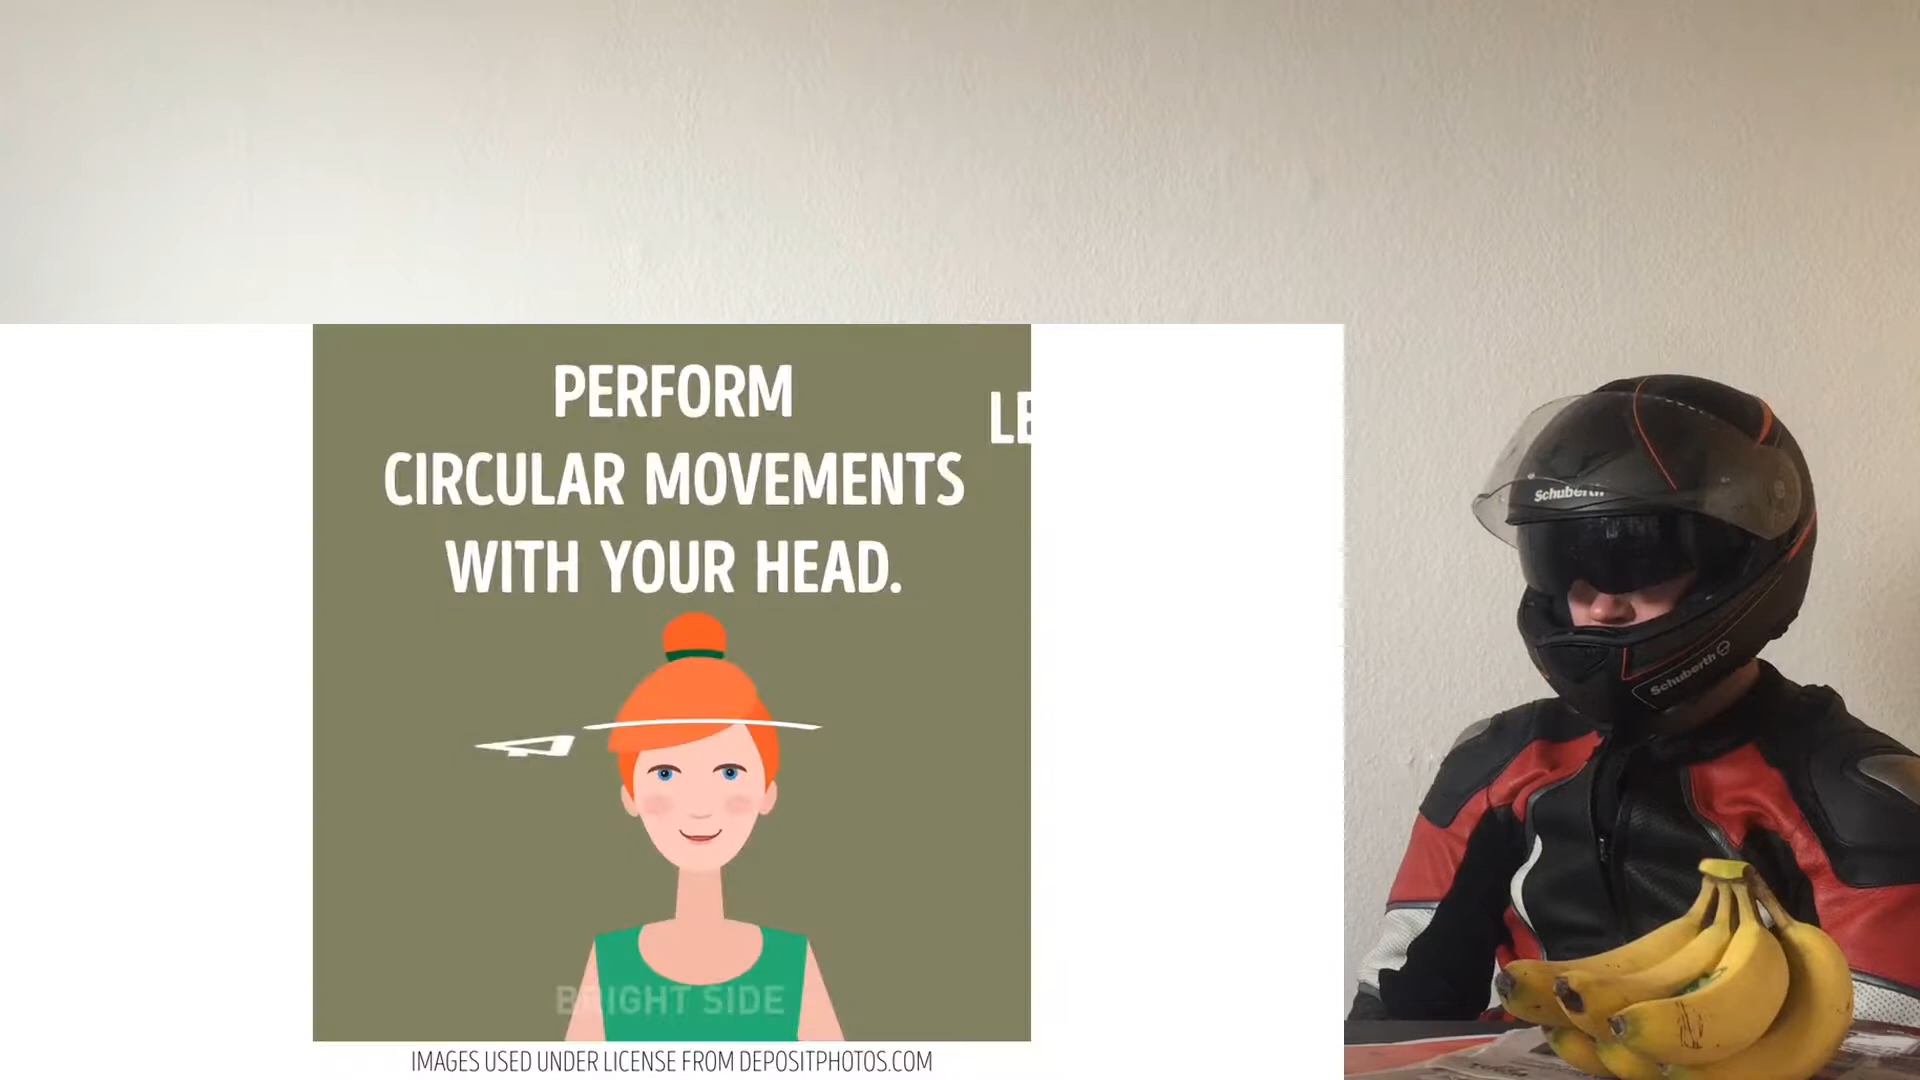 PERFORM
CIRCULAR MOVEMENTS
WITH YOUR HEAD.
LE
BRIGHT SIDE
IMAGES USED UNDER LICENSE FROM DEPOSITPHOTOS.COM
Schuberth
Schuberth